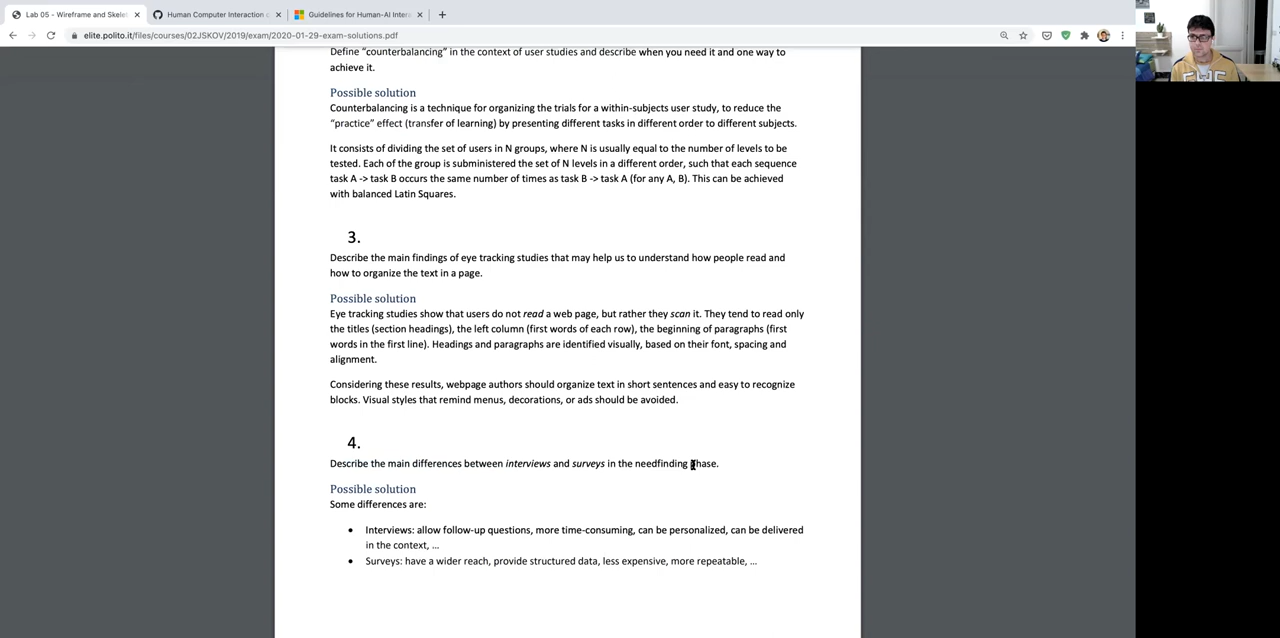 Lab 05 - Wireframe and Skele
Human Computer Interaction
Guidelines for Human-AI Inter
elite.polito.it/files/courses/02JSKOV/2019/exam/2020-01-29-exam-solutions.pdf
Define "counterbalancing" in the context of user studies and describe when you need it and one way to
achieve it.
Possible solution
Counterbalancing is a technique for organizing the trials for a within-subjects user study, to reduce the
"practice" effect (transfer of learning) by presenting different tasks in different order to different subjects.
It consists of dividing the set of users in N groups, where N is usually equal to the number of levels to be
tested. Each of the group is subministered the set of N levels in a different order, such that each sequence
task A -> task B occurs the same number of times as task B -> task A (for any A, B). This can be achieved
with balanced Latin Squares.
3.
Describe the main findings of eye tracking studies that may help us to understand how people read and
how to organize the text in a page.
Possible solution
Eye tracking studies show that users do not read a web page, but rather they scan it. They tend to read only
the titles (section headings), the left column (first words of each row), the beginning of paragraphs (first
words in the first line). Headings and paragraphs are identified visually, based on their font, spacing and
alignment.
Considering these results, webpage authors should organize text in short sentences and easy to recognize
blocks. Visual styles that remind menus, decorations, or ads should be avoided.
4.
Describe the main differences between interviews and surveys in the needfinding phase.
Possible solution
Some differences are:
• Interviews: allow follow-up questions, more time-consuming, can be personalized, can be delivered
in the context, …
• Surveys: have a wider reach, provide structured data, less expensive, more repeatable, …